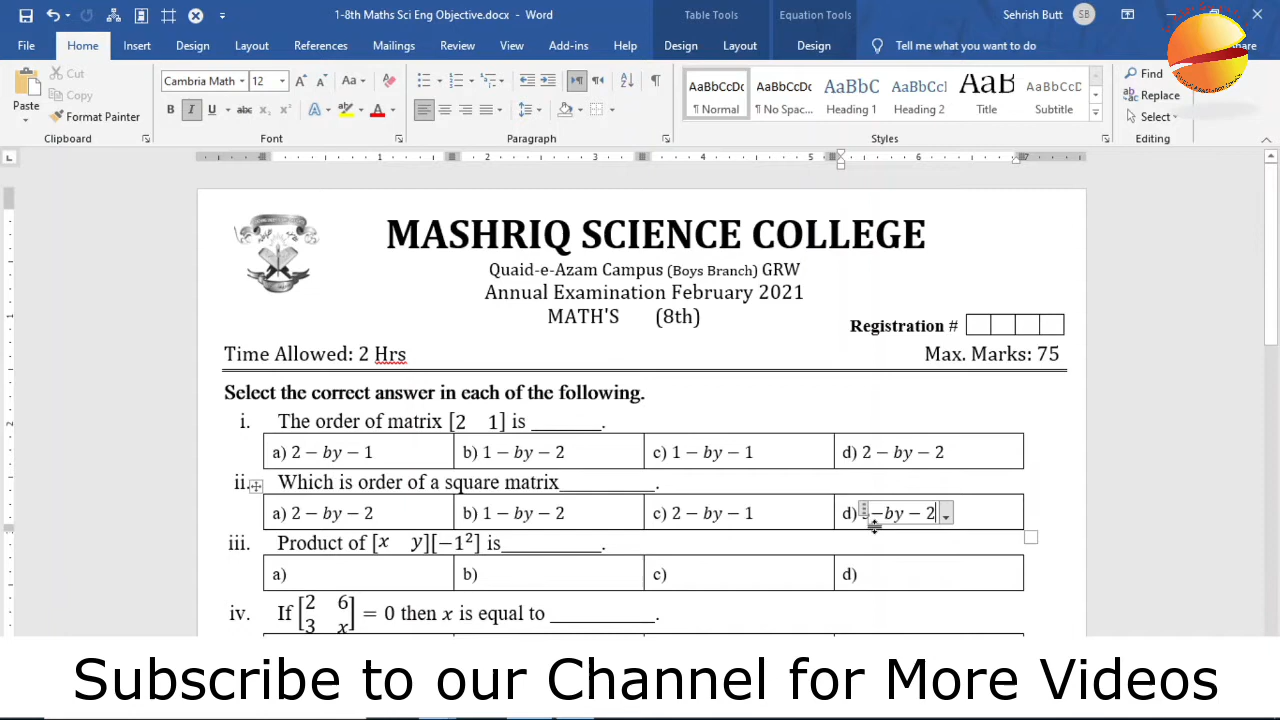 1-8th Maths Sci Eng Objective.docx - Word
Table Tools
Equation Tools
Sehrish Butt
SB
File Home Insert Design Layout References Mailings Review View Add-ins Help Design Layout Design Tell me what you want to do
Paste
Cut
Copy
Format Painter
Clipboard
Cambria Math 12
Font
Paragraph
AaBbCcDc ¶ Normal
AaBbCcDc ¶ No Spac...
AaBbC Heading 1
AaBbCcI Heading 2
AaB Title
AaBbCcD Subtitle
Styles
Find
Replace
Select
Editing
MASHRIQ SCIENCE COLLEGE
Quaid-e-Azam Campus (Boys Branch) GRW
Annual Examination February 2021
MATH'S (8th)
Registration #
Time Allowed: 2 Hrs Max. Marks: 75
Select the correct answer in each of the following.
i. The order of matrix [2 1] is _______.
a) 2 − by − 1 b) 1 − by − 2 c) 1 − by − 1 d) 2 − by − 2
ii. Which is order of a square matrix_________.
a) 2 − by − 2 b) 1 − by − 2 c) 2 − by − 1 d) −by − 2
iii. Product of [x y][−1²] is_________.
a) b) c) d)
iv. If [2 6 3 x] = 0 then x is equal to _________.
Subscribe to our Channel for More Videos